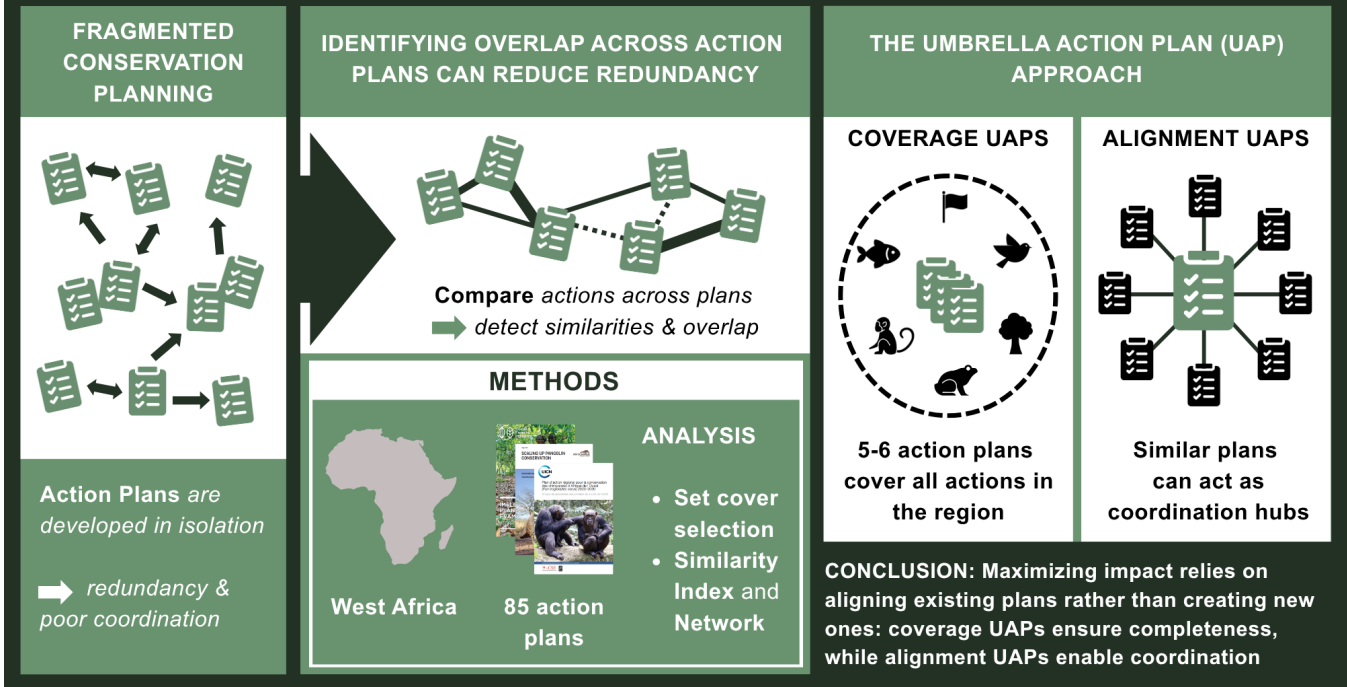 FRAGMENTED
CONSERVATION
PLANNING
Action Plans are
developed in isolation
redundancy &
poor coordination
IDENTIFYING OVERLAP ACROSS ACTION
PLANS CAN REDUCE REDUNDANCY
Compare actions across plans
detect similarities & overlap
METHODS
West Africa
SCALING UP PANGOLIN
CONSERVATION
IUCN
85 action
plans
ANALYSIS
• Set cover
selection
• Similarity
Index and
Network
THE UMBRELLA ACTION PLAN (UAP)
APPROACH
COVERAGE UAPS
5-6 action plans
cover all actions in
the region
ALIGNMENT UAPS
Similar plans
can act as
coordination hubs
CONCLUSION: Maximizing impact relies on
aligning existing plans rather than creating new
ones: coverage UAPs ensure completeness,
while alignment UAPs enable coordination